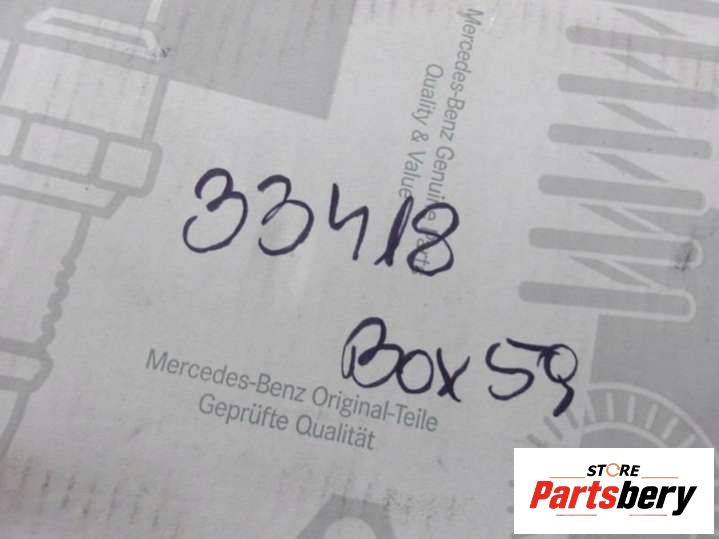 Mercedes-Benz Genuine Parts
Quality & Value
33418
BOX 59
Mercedes-Benz Original-Teile
Geprüfte Qualität
STORE
Partsbery